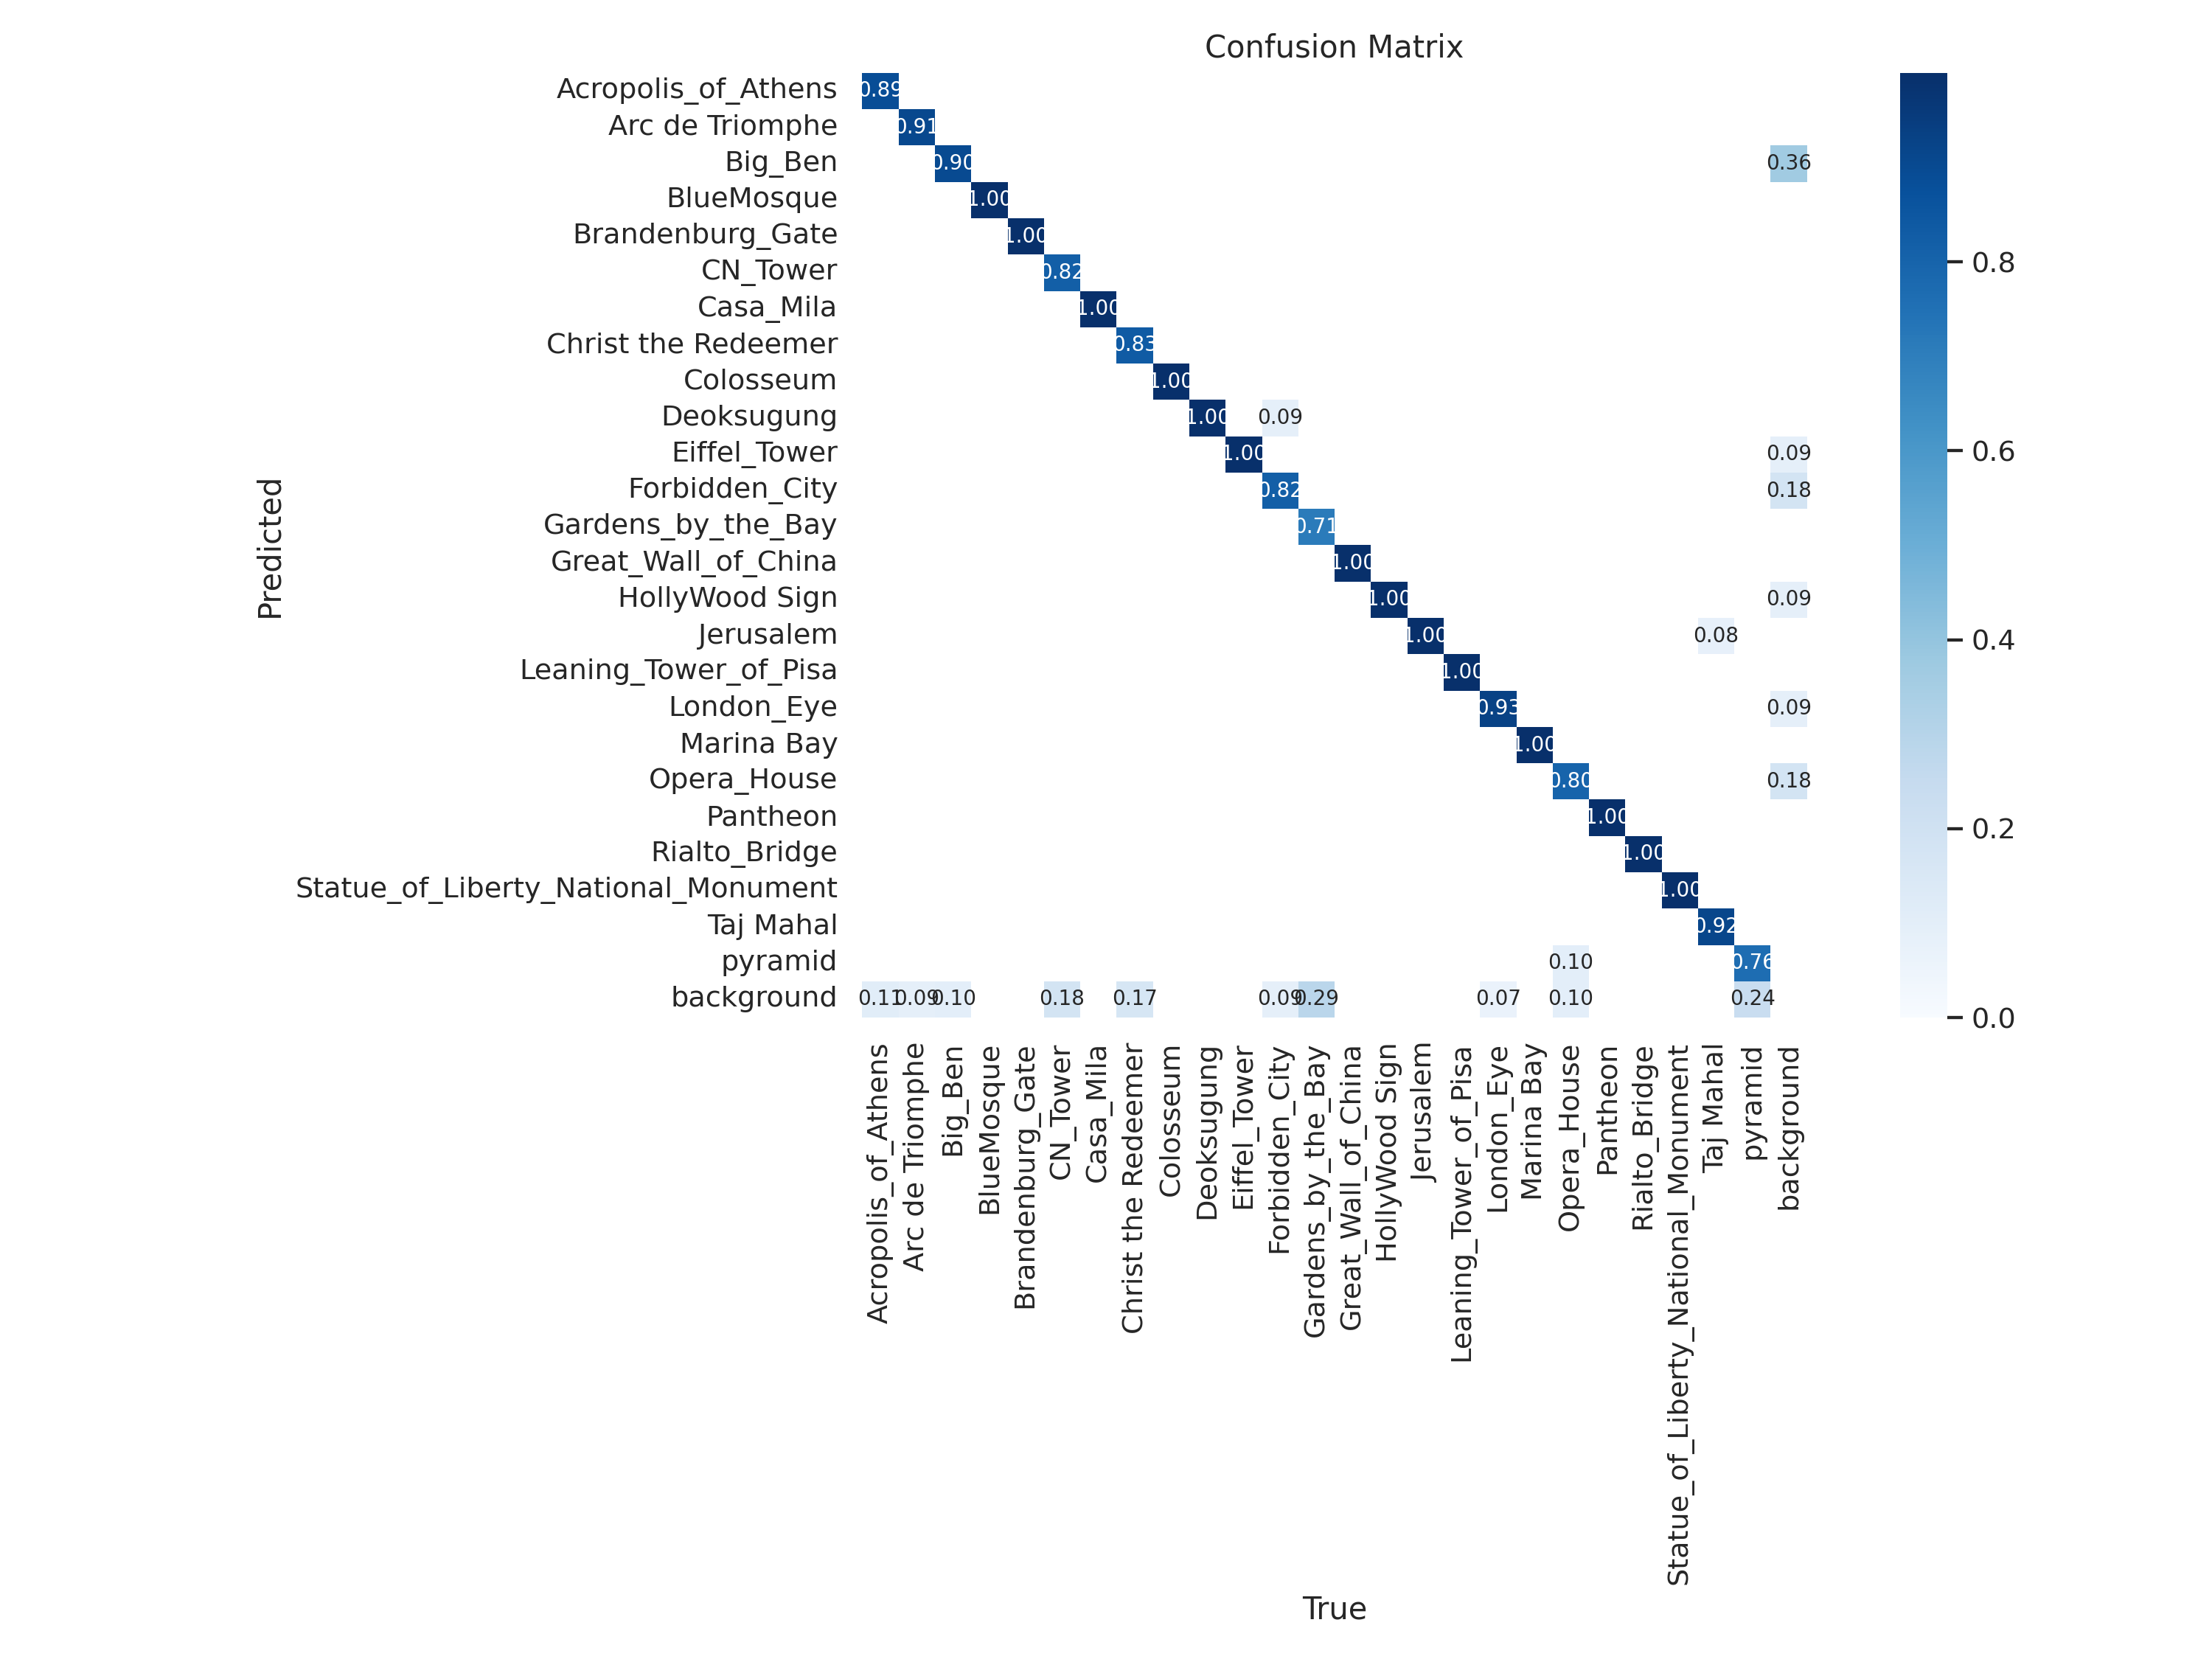 Confusion Matrix
Acropolis_of_Athens 0.89
Arc de Triomphe 0.91
Big_Ben 0.90 0.36
BlueMosque 1.00
Brandenburg_Gate 1.00
CN_Tower 0.82
Casa_Mila 1.00
Christ the Redeemer 0.83
Colosseum 1.00
Deoksugung 1.00 0.09
Eiffel_Tower 1.00 0.09
Forbidden_City 0.82 0.18
Gardens_by_the_Bay 0.71
Great_Wall_of_China 1.00
HollyWood Sign 1.00 0.09
Jerusalem 1.00 0.08
Leaning_Tower_of_Pisa 1.00
London_Eye 0.93 0.09
Marina Bay 1.00
Opera_House 0.80 0.18
Pantheon 1.00
Rialto_Bridge 1.00
Statue_of_Liberty_National_Monument 1.00
Taj Mahal 0.92
pyramid 0.10 0.76
background 0.11 0.09 0.10 0.18 0.17 0.09 0.29 0.07 0.10 0.24
Predicted
Acropolis_of_Athens
Arc de Triomphe
Big_Ben
BlueMosque
Brandenburg_Gate
CN_Tower
Casa_Mila
Christ the Redeemer
Colosseum
Deoksugung
Eiffel_Tower
Forbidden_City
Gardens_by_the_Bay
Great_Wall_of_China
HollyWood Sign
Jerusalem
Leaning_Tower_of_Pisa
London_Eye
Marina Bay
Opera_House
Pantheon
Rialto_Bridge
Statue_of_Liberty_National_Monument
Taj Mahal
pyramid
background
True
0.8
0.6
0.4
0.2
0.0